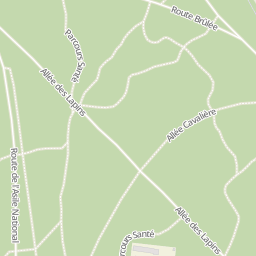 Route Brûlée
Parcours Santé
Allée des Lapins
Allée Cavalière
Route de l'Asile National
Allée des Lapins
Parcours Santé